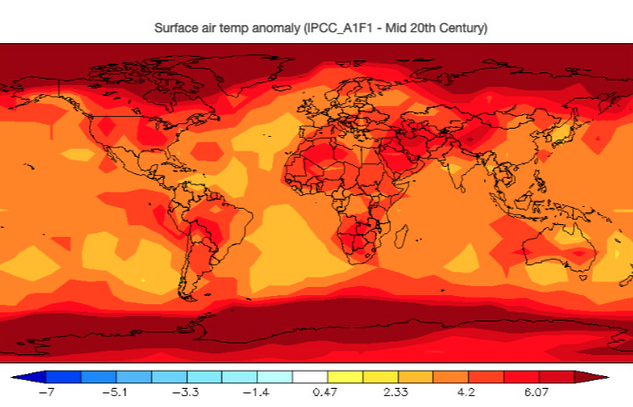 Surface air temp anomaly (IPCC_A1F1 - Mid 20th Century)
−7 −5.1 −3.3 −1.4 0.47 2.33 4.2 6.07